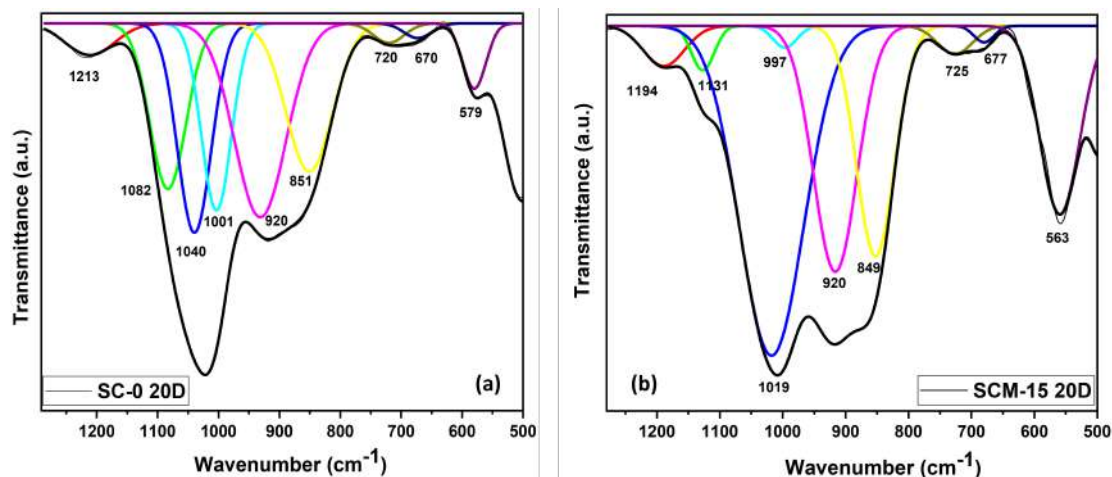 1213
1082
1040
1001
920
851
720
670
579
(a)
SC-0 20D
Transmittance (a.u.)
1200 1100 1000 900 800 700 600 500
Wavenumber (cm⁻¹)
1194
1131
997
1019
920
849
725
677
563
(b)
SCM-15 20D
Transmittance (a.u.)
1200 1100 1000 900 800 700 600 500
Wavenumber (cm⁻¹)